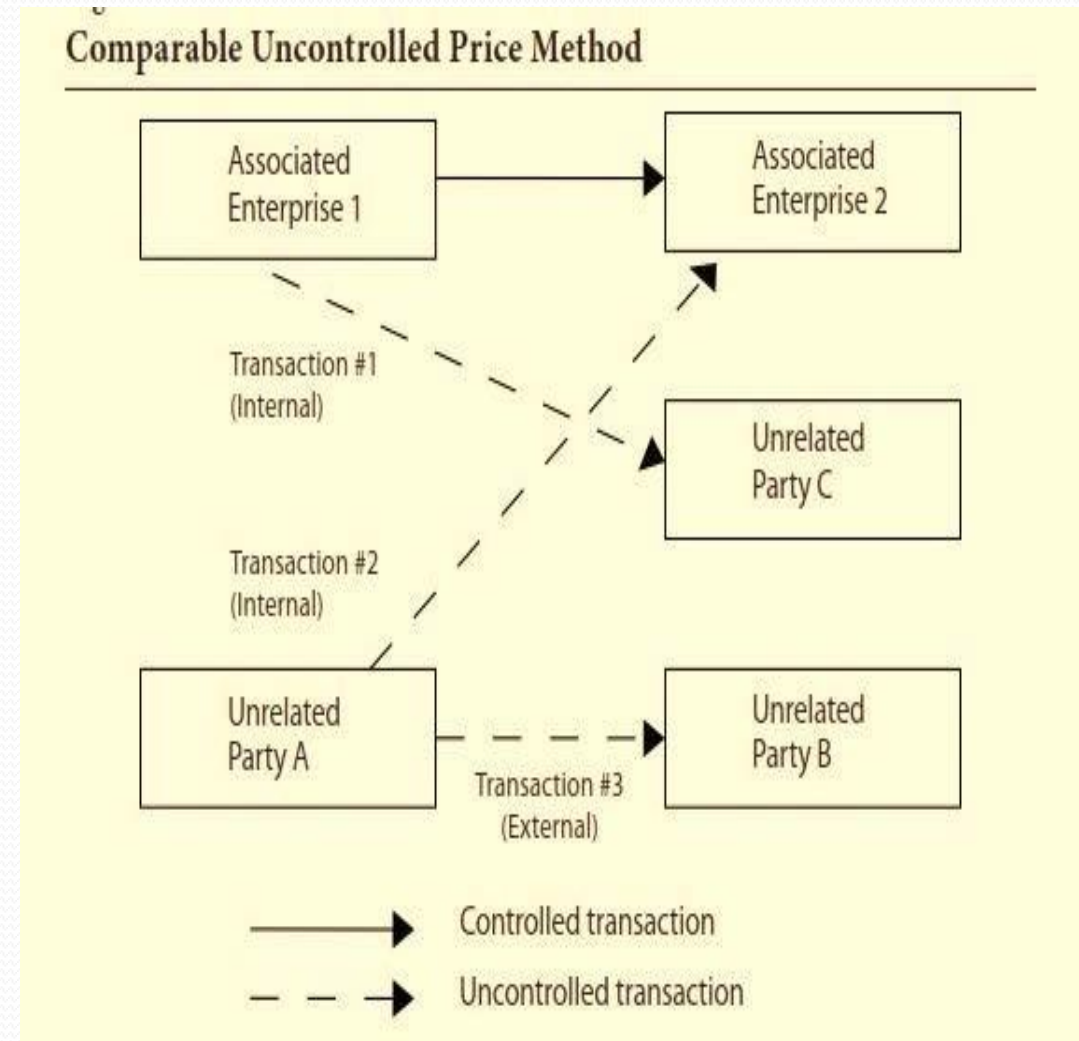 Comparable Uncontrolled Price Method
Associated
Enterprise 1
Associated
Enterprise 2
Transaction #1
(Internal)
Unrelated
Party C
Transaction #2
(Internal)
Unrelated
Party A
Unrelated
Party B
Transaction #3
(External)
Controlled transaction
Uncontrolled transaction